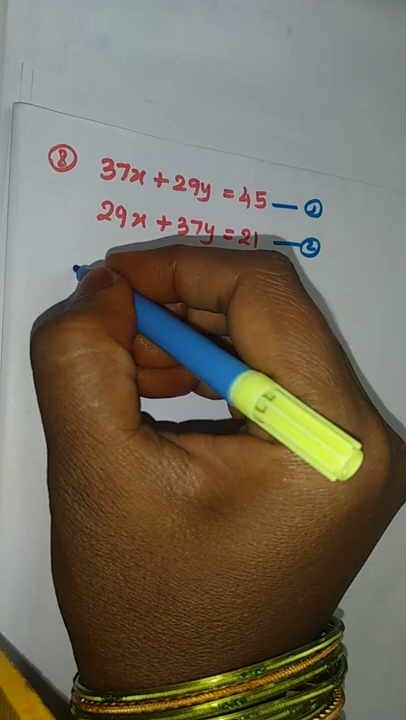 ⑧ 37x + 29y = 45 — ①
29x + 37y = 21 — ②